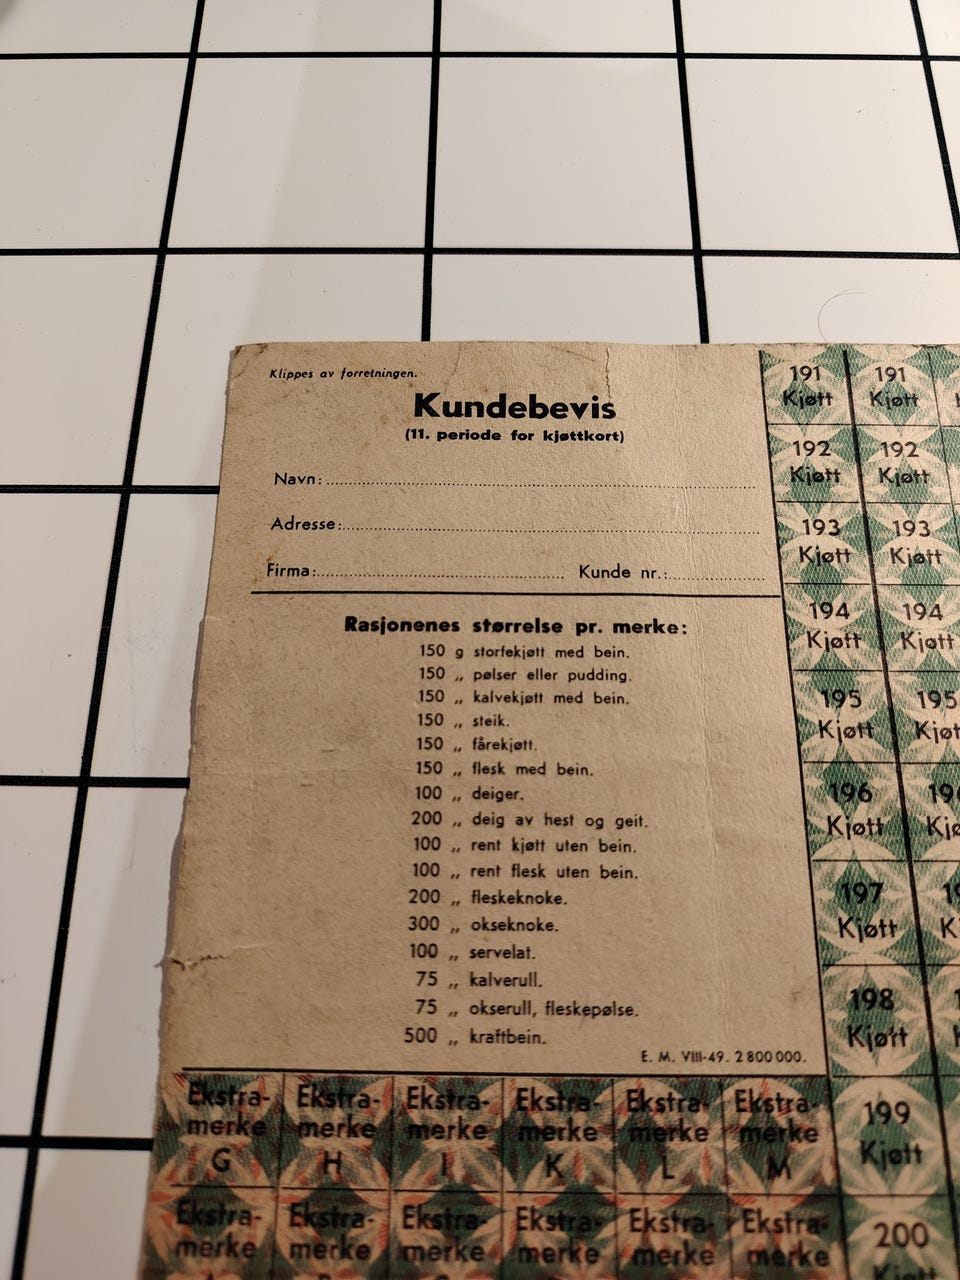 Klippes av forretningen.
Kundebevis
(11. periode for kjøttkort)
Navn:
Adresse:
Firma: Kunde nr.:
Rasjonenes størrelse pr. merke:
150 g storfekjøtt med bein.
150 „ pølser eller pudding.
150 „ kalvekjøtt med bein.
150 „ steik.
150 „ fårekjøtt.
150 „ flesk med bein.
100 „ deiger.
200 „ deig av hest og geit.
100 „ rent kjøtt uten bein.
100 „ rent flesk uten bein.
200 „ fleskeknoke.
300 „ okseknoke.
100 „ servelat.
75 „ kalverull.
75 „ okserull, fleskepølse.
500 „ kraftbein.
E. M. VIII-49. 2 800 000.
191 191
Kjøtt Kjøtt
192 192
Kjøtt Kjøtt
193 193
Kjøtt Kjøtt
194 194
Kjøtt Kjøtt
195 195
Kjøtt Kjøtt
196
Kjøtt
197
Kjøtt
198
Kjøtt
199
Kjøtt
200
Kjøtt
Ekstra- Ekstra- Ekstra- Ekstra- Ekstra- Ekstra-
merke merke merke merke merke merke
G H I K L M
Ekstra- Ekstra- Ekstra- Ekstra- Ekstra- Ekstra-
merke merke merke merke merke merke